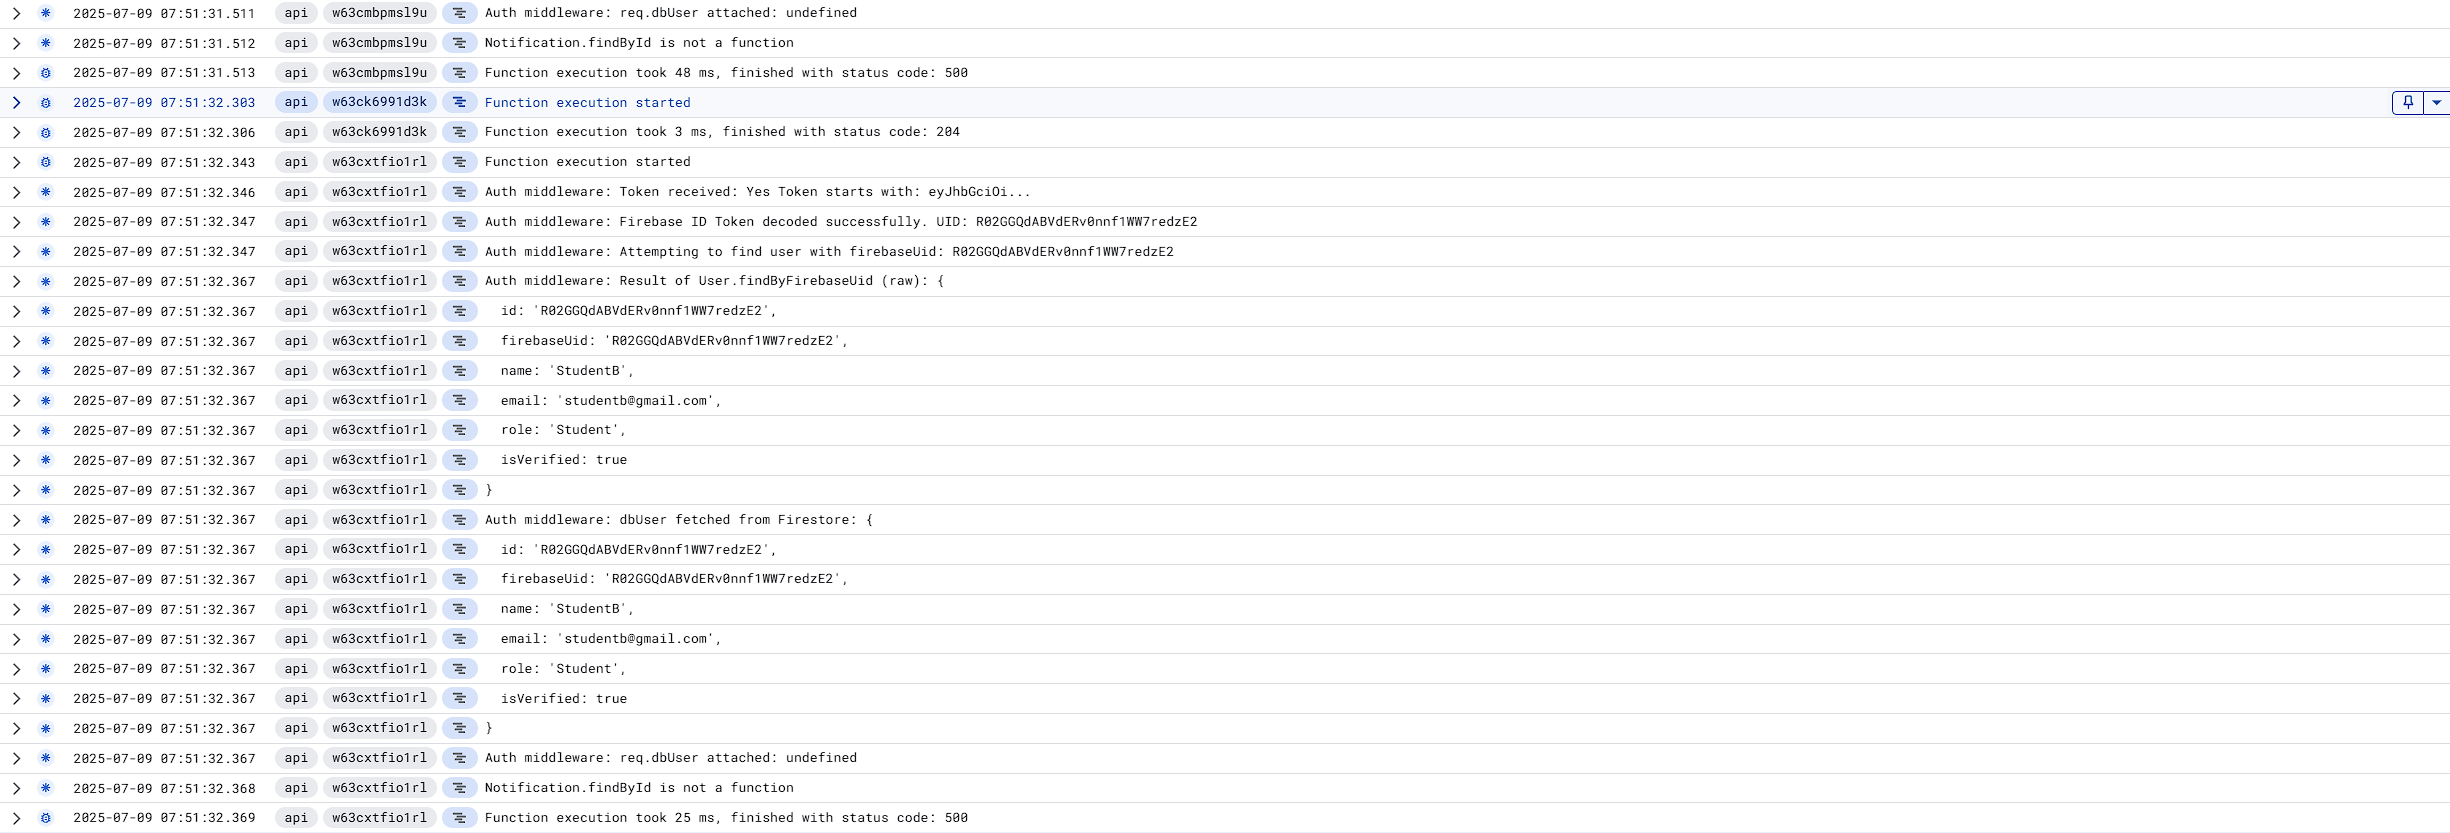 2025-07-09 07:51:31.511 api w63cmbpmsl9u Auth middleware: req.dbUser attached: undefined
2025-07-09 07:51:31.512 api w63cmbpmsl9u Notification.findById is not a function
2025-07-09 07:51:31.513 api w63cmbpmsl9u Function execution took 48 ms, finished with status code: 500
2025-07-09 07:51:32.303 api w63ck6991d3k Function execution started
2025-07-09 07:51:32.306 api w63ck6991d3k Function execution took 3 ms, finished with status code: 204
2025-07-09 07:51:32.343 api w63cxtfio1rl Function execution started
2025-07-09 07:51:32.346 api w63cxtfio1rl Auth middleware: Token received: Yes Token starts with: eyJhbGciOi...
2025-07-09 07:51:32.347 api w63cxtfio1rl Auth middleware: Firebase ID Token decoded successfully. UID: R02GGQdABVdERv0nnf1WW7redzE2
2025-07-09 07:51:32.347 api w63cxtfio1rl Auth middleware: Attempting to find user with firebaseUid: R02GGQdABVdERv0nnf1WW7redzE2
2025-07-09 07:51:32.367 api w63cxtfio1rl Auth middleware: Result of User.findByFirebaseUid (raw): {
2025-07-09 07:51:32.367 api w63cxtfio1rl id: 'R02GGQdABVdERv0nnf1WW7redzE2',
2025-07-09 07:51:32.367 api w63cxtfio1rl firebaseUid: 'R02GGQdABVdERv0nnf1WW7redzE2',
2025-07-09 07:51:32.367 api w63cxtfio1rl name: 'StudentB',
2025-07-09 07:51:32.367 api w63cxtfio1rl email: 'studentb@gmail.com',
2025-07-09 07:51:32.367 api w63cxtfio1rl role: 'Student',
2025-07-09 07:51:32.367 api w63cxtfio1rl isVerified: true
2025-07-09 07:51:32.367 api w63cxtfio1rl }
2025-07-09 07:51:32.367 api w63cxtfio1rl Auth middleware: dbUser fetched from Firestore: {
2025-07-09 07:51:32.367 api w63cxtfio1rl id: 'R02GGQdABVdERv0nnf1WW7redzE2',
2025-07-09 07:51:32.367 api w63cxtfio1rl firebaseUid: 'R02GGQdABVdERv0nnf1WW7redzE2',
2025-07-09 07:51:32.367 api w63cxtfio1rl name: 'StudentB',
2025-07-09 07:51:32.367 api w63cxtfio1rl email: 'studentb@gmail.com',
2025-07-09 07:51:32.367 api w63cxtfio1rl role: 'Student',
2025-07-09 07:51:32.367 api w63cxtfio1rl isVerified: true
2025-07-09 07:51:32.367 api w63cxtfio1rl }
2025-07-09 07:51:32.367 api w63cxtfio1rl Auth middleware: req.dbUser attached: undefined
2025-07-09 07:51:32.368 api w63cxtfio1rl Notification.findById is not a function
2025-07-09 07:51:32.369 api w63cxtfio1rl Function execution took 25 ms, finished with status code: 500